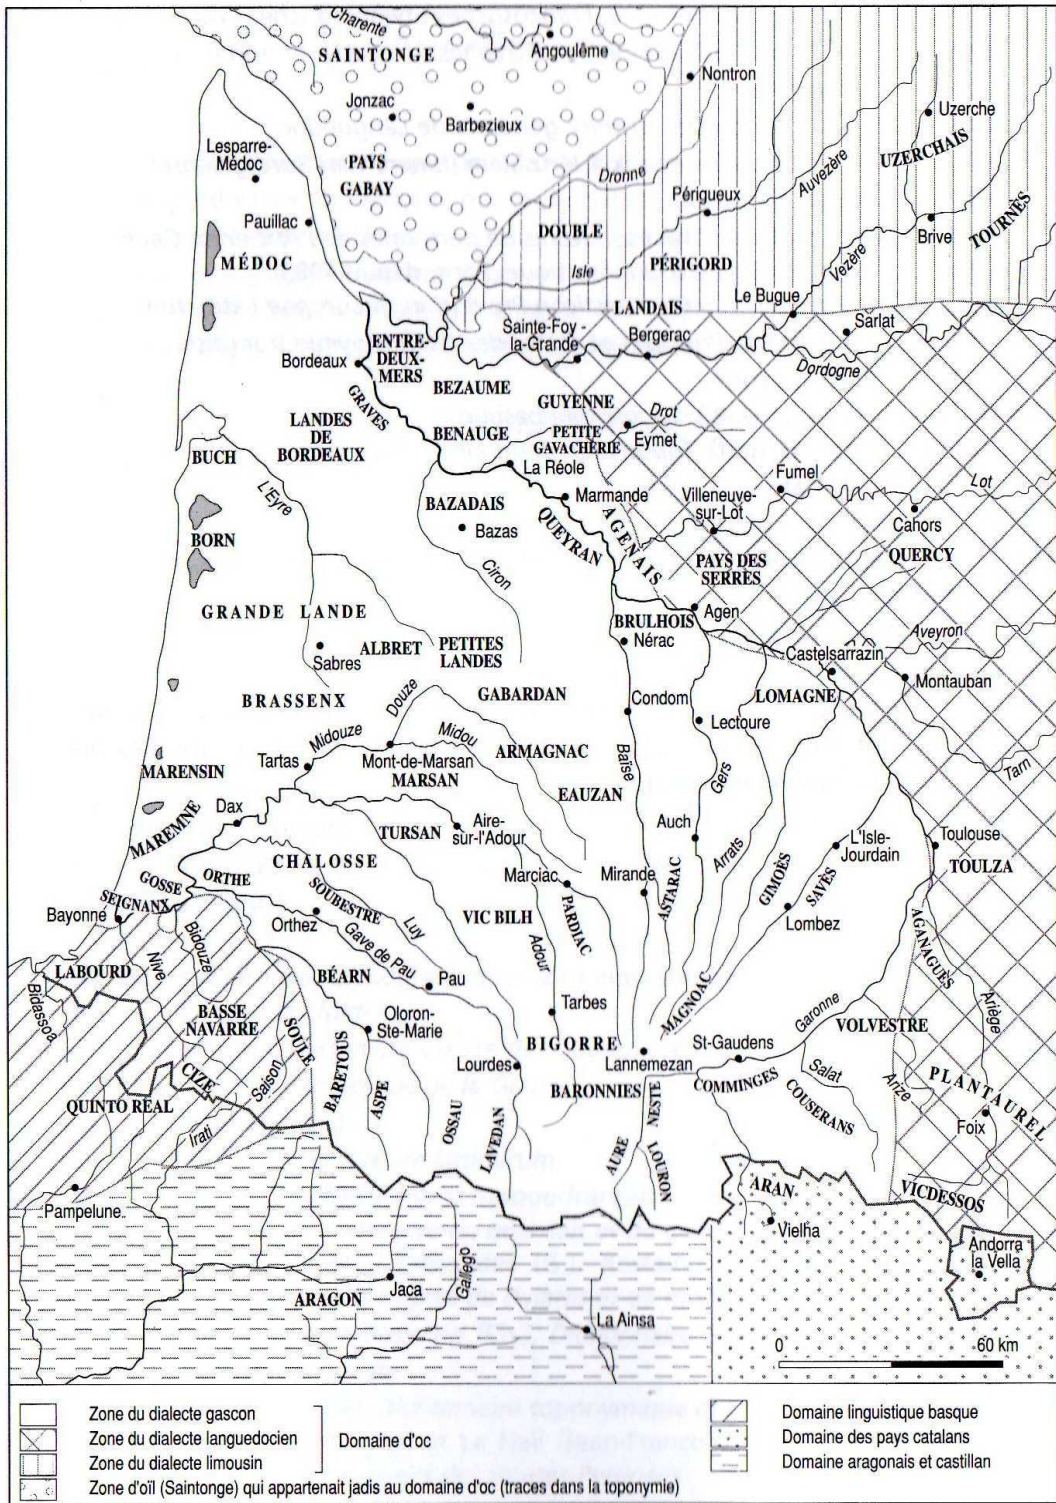 Charente
SAINTONGE
Angoulême
Nontron
Jonzac
Barbezieux
Uzerche
UZERCHAIS
Lesparre-
Médoc
PAYS
GABAY
Dronne
Auvézère
Périgueux
TOURNÈS
Pauillac
DOUBLE
Brive
MÉDOC
Isle
PÉRIGORD
Vézère
LANDAIS
Le Bugue
Sainte-Foy-
la-Grande
Bergerac
Sarlat
ENTRE-
DEUX-
MERS
Bordeaux
Dordogne
BEZAUME
GRAVES
GUYENNE
Drot
LANDES
DE
BORDEAUX
BENAUGE
PETITE
GAVACHERIE
Eymet
BUCH
La Réole
Fumel
L'Eyre
Marmande
Villeneuve-
sur-Lot
Lot
BAZADAIS
Bazas
QUEYRAN
AGENAIS
Cahors
BORN
QUERCY
Ciron
PAYS DES
SERRES
GRANDE LANDE
BRULHOIS
Agen
Aveyron
ALBRET
PETITES
LANDES
Nérac
Castelsarrazin
Sabres
Montauban
BRASSENX
Douze
GABARDAN
LOMAGNE
Condom
Lectoure
Midouze
Midou
Mont-de-Marsan
MARSAN
ARMAGNAC
Baïse
Gers
Tarn
Tartas
MARENSIN
EAUZAN
Dax
MAREMNE
TURSAN
Aire-
sur-l'Adour
Auch
L'Isle-
Jourdain
Toulouse
TOULZA
Arrats
CHALOSSE
Marciac
Mirande
ASTARAC
GIMOÈS
SAVÈS
GOSSE
ORTHE
SEIGNANX
SOUBESTRE
Bayonne
Orthez
Luy
VIC BILH
PARDIAC
Lombez
AGANAGUÈS
Bidouze
Nive
Gave de Pau
Adour
LABOURD
BÉARN
Pau
Bidassoa
Tarbes
MAGNOAC
Garonne
Ariège
BASSE
NAVARRE
SOULE
Oloron-
Ste-Marie
VOLVESTRE
BIGORRE
Lannemezan
St-Gaudens
CIZE
Saison
BARETOUS
ASPE
Lourdes
BARONNIES
NESTE
COMMINGES
Salat
Arize
PLANTAUREL
QUINTO REAL
OSSAU
LAVEDAN
COUSERANS
Foix
Irati
AURE
LOURON
ARAN
VICDESSOS
Pampelune
Vielha
Gallego
Andorra
la Vella
Jaca
ARAGON
La Ainsa
0 60 km
Zone du dialecte gascon
Zone du dialecte languedocien
Zone du dialecte limousin
Domaine d'oc
Zone d'oïl (Saintonge) qui appartenait jadis au domaine d'oc (traces dans la toponymie)
Domaine linguistique basque
Domaine des pays catalans
Domaine aragonais et castillan